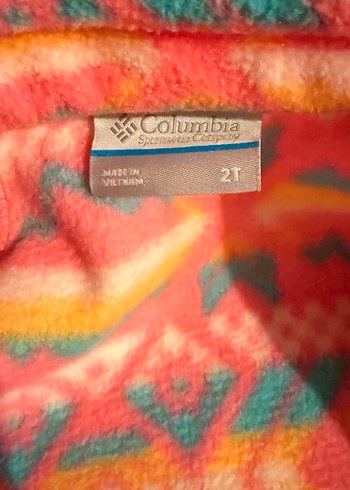 Columbia
Sportswear Company
MADE IN
VIETNAM
2T